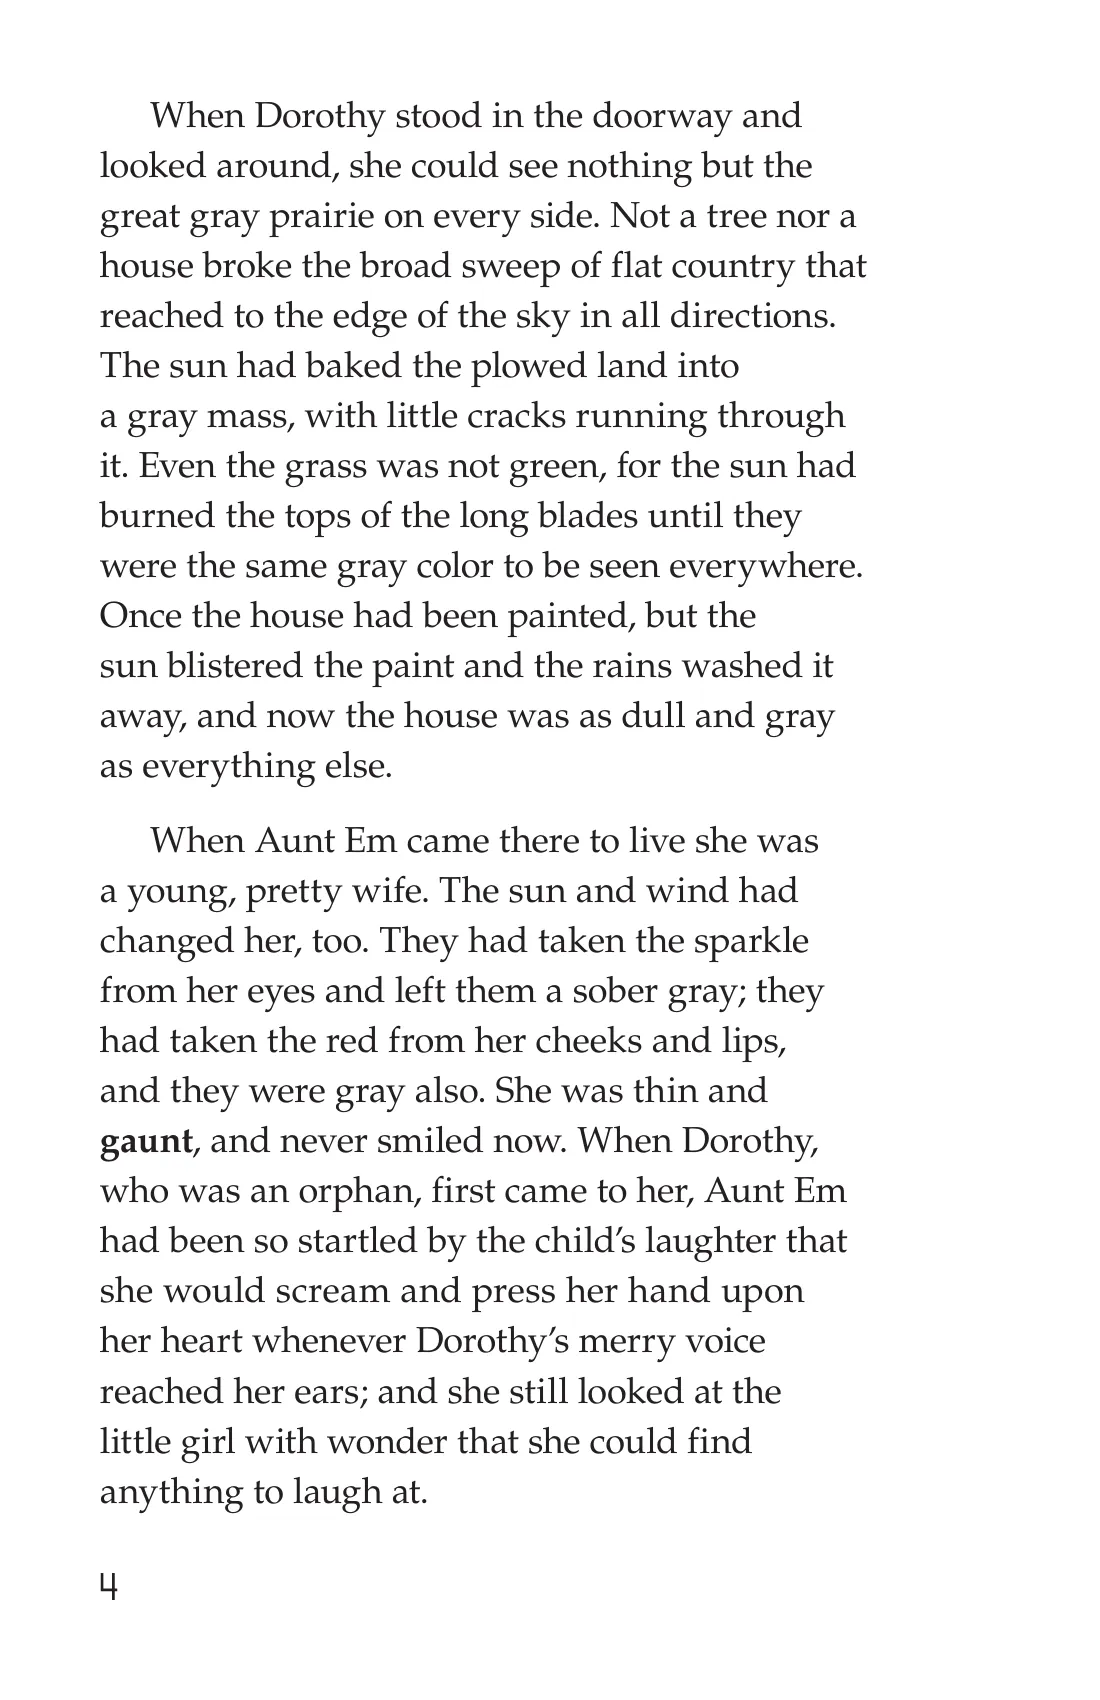 When Dorothy stood in the doorway and
looked around, she could see nothing but the
great gray prairie on every side. Not a tree nor a
house broke the broad sweep of flat country that
reached to the edge of the sky in all directions.
The sun had baked the plowed land into
a gray mass, with little cracks running through
it. Even the grass was not green, for the sun had
burned the tops of the long blades until they
were the same gray color to be seen everywhere.
Once the house had been painted, but the
sun blistered the paint and the rains washed it
away, and now the house was as dull and gray
as everything else.
When Aunt Em came there to live she was
a young, pretty wife. The sun and wind had
changed her, too. They had taken the sparkle
from her eyes and left them a sober gray; they
had taken the red from her cheeks and lips,
and they were gray also. She was thin and
gaunt, and never smiled now. When Dorothy,
who was an orphan, first came to her, Aunt Em
had been so startled by the child’s laughter that
she would scream and press her hand upon
her heart whenever Dorothy’s merry voice
reached her ears; and she still looked at the
little girl with wonder that she could find
anything to laugh at.
4